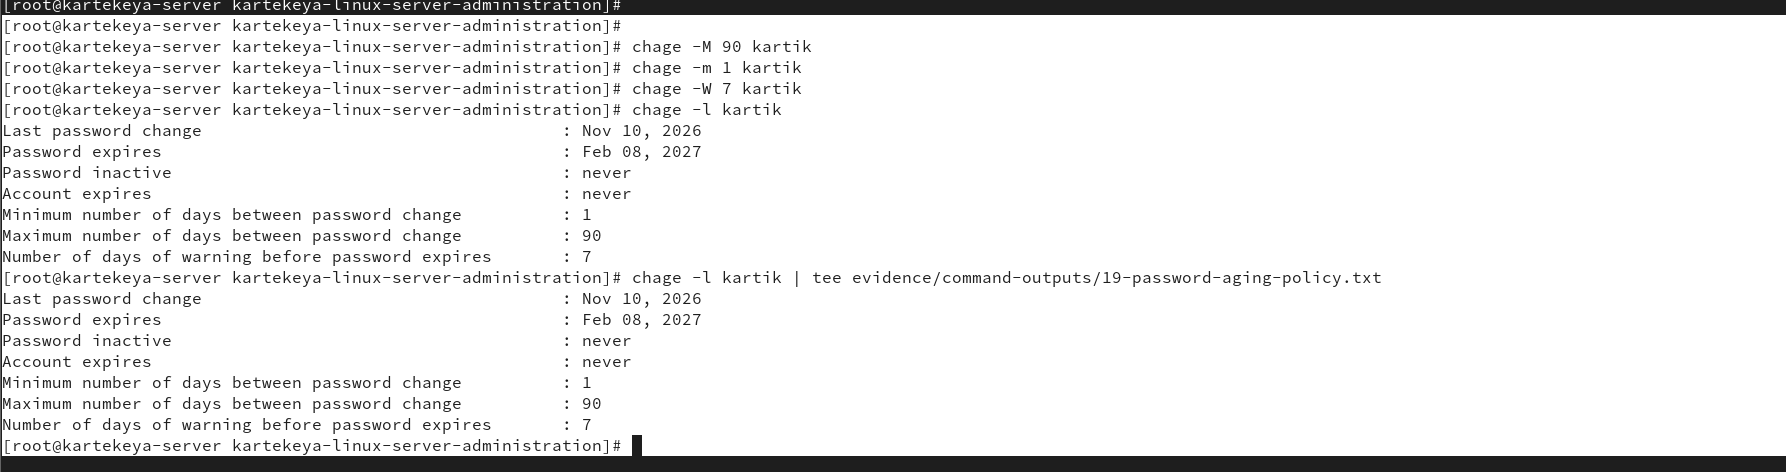 [root@kartekeya-server kartekeya-linux-server-administration]#
[root@kartekeya-server kartekeya-linux-server-administration]#
[root@kartekeya-server kartekeya-linux-server-administration]# chage -M 90 kartik
[root@kartekeya-server kartekeya-linux-server-administration]# chage -m 1 kartik
[root@kartekeya-server kartekeya-linux-server-administration]# chage -W 7 kartik
[root@kartekeya-server kartekeya-linux-server-administration]# chage -l kartik
Last password change                                    : Nov 10, 2026
Password expires                                        : Feb 08, 2027
Password inactive                                       : never
Account expires                                         : never
Minimum number of days between password change          : 1
Maximum number of days between password change          : 90
Number of days of warning before password expires       : 7
[root@kartekeya-server kartekeya-linux-server-administration]# chage -l kartik | tee evidence/command-outputs/19-password-aging-policy.txt
Last password change                                    : Nov 10, 2026
Password expires                                        : Feb 08, 2027
Password inactive                                       : never
Account expires                                         : never
Minimum number of days between password change          : 1
Maximum number of days between password change          : 90
Number of days of warning before password expires       : 7
[root@kartekeya-server kartekeya-linux-server-administration]#